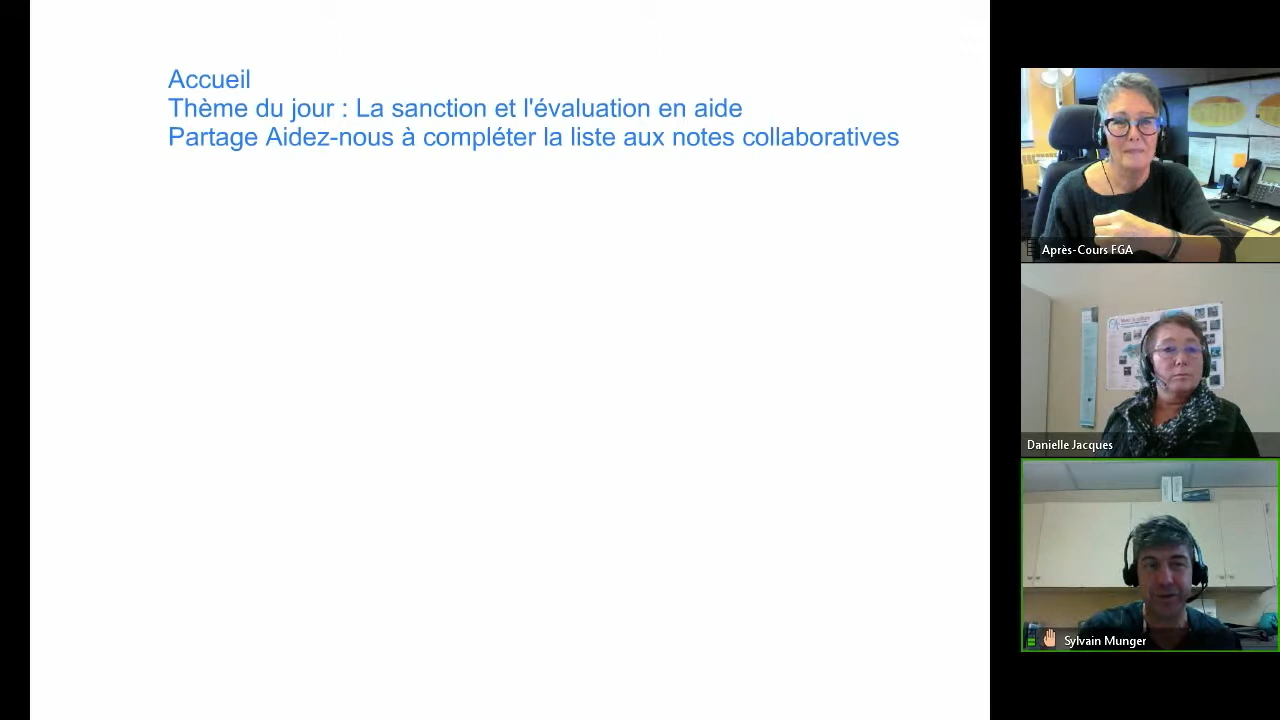 Accueil
Thème du jour : La sanction et l'évaluation en aide
Partage Aidez-nous à compléter la liste aux notes collaboratives
Après-Cours FGA
Danielle Jacques
Sylvain Munger